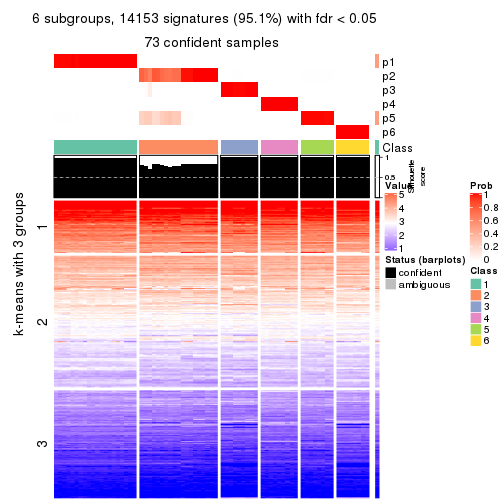 6 subgroups, 14153 signatures (95.1%) with fdr < 0.05
73 confident samples
p1
p2
p3
p4
p5
p6
Class
1
0.5
0
Silhouette
score
k-means with 3 groups
1
2
3
Value
5
4
3
2
1
Status (barplots)
confident
ambiguous
Prob
1
0.8
0.6
0.4
0.2
0
Class
1
2
3
4
5
6